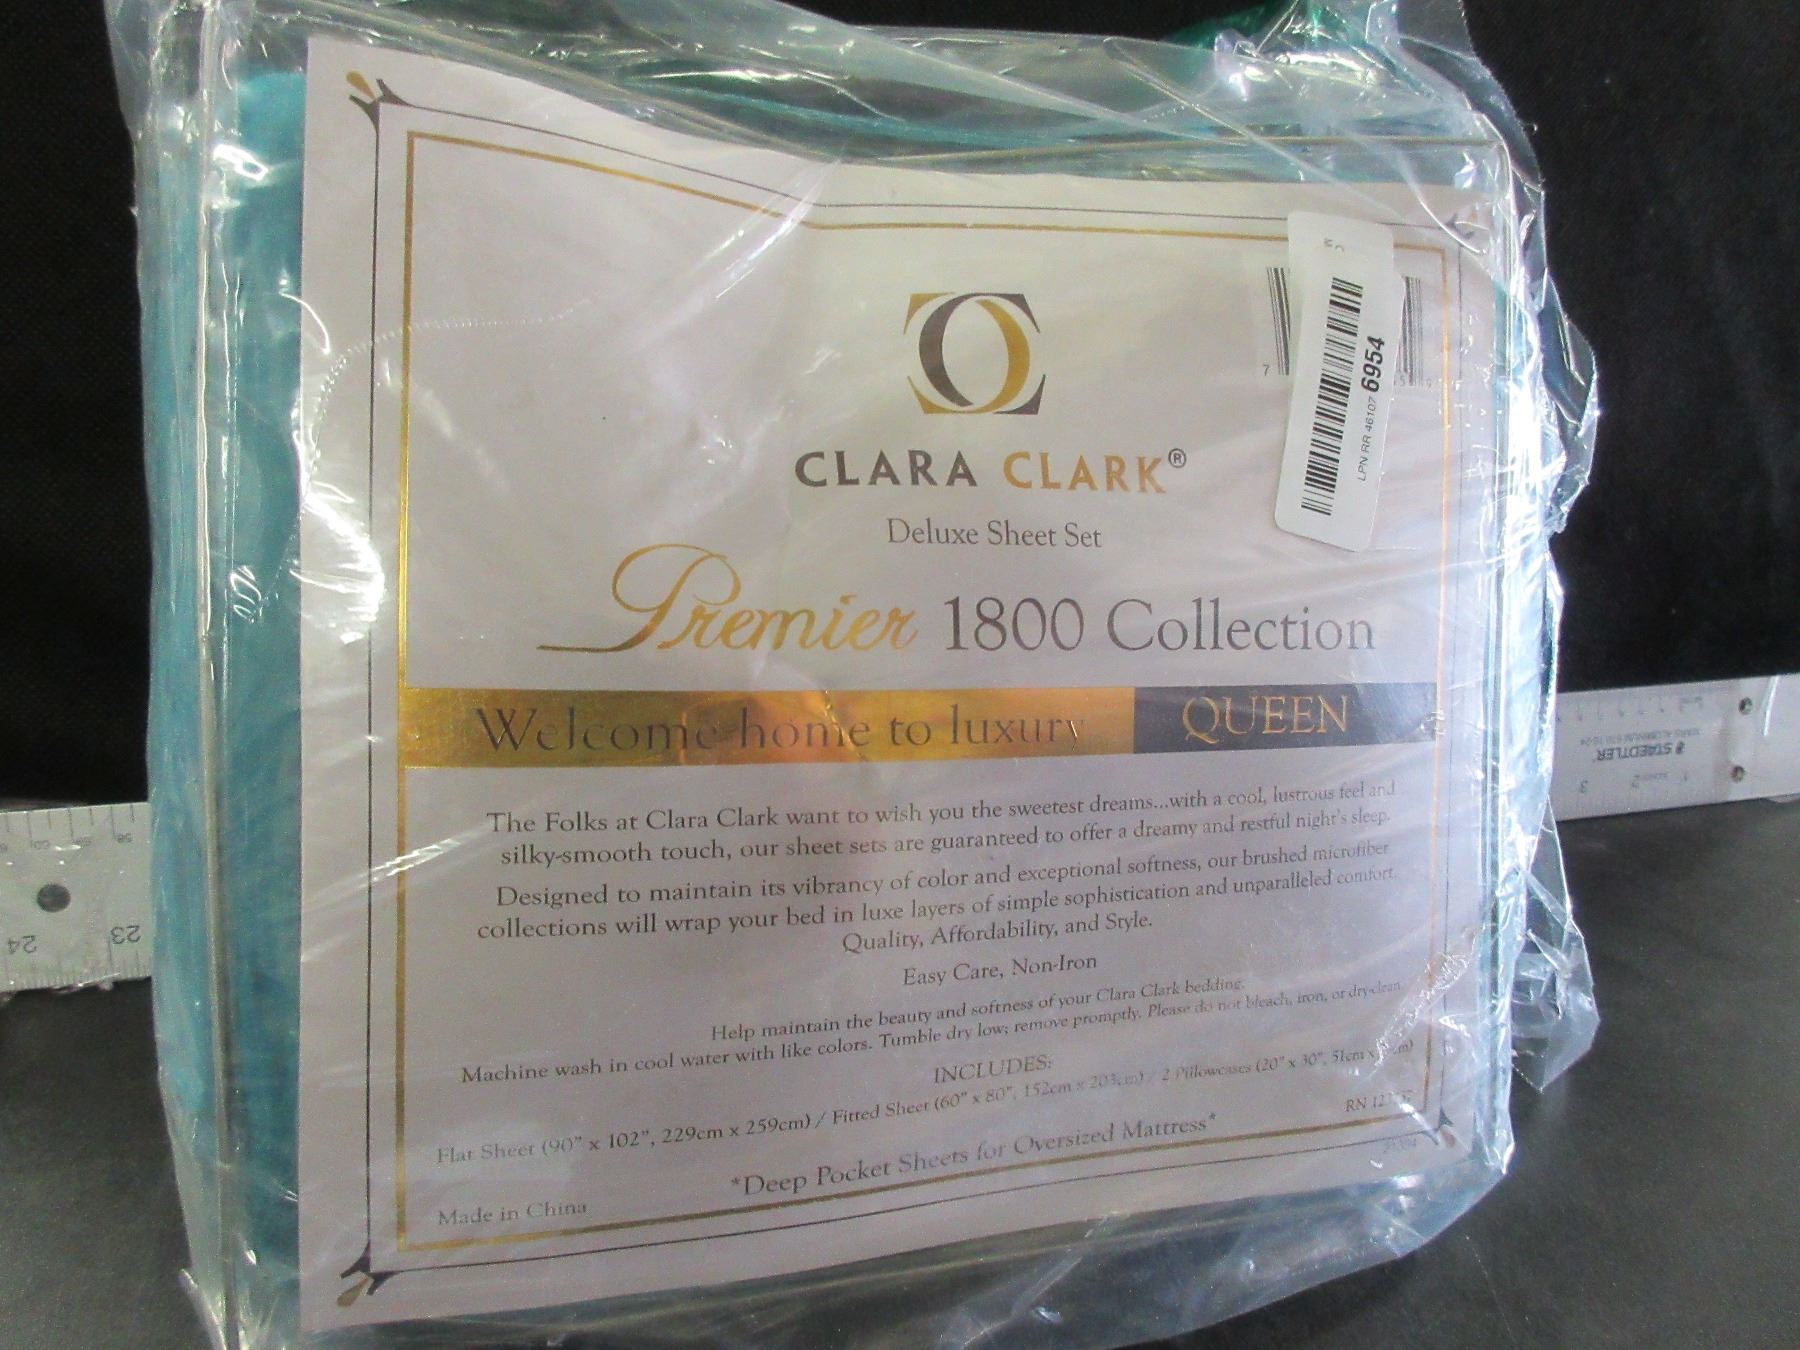 CLARA CLARK®
Deluxe Sheet Set
Premier 1800 Collection
Welcome home to luxury QUEEN
The Folks at Clara Clark want to wish you the sweetest dreams...with a cool, lustrous feel and
silky-smooth touch, our sheet sets are guaranteed to offer a dreamy and restful night's sleep.
Designed to maintain its vibrancy of color and exceptional softness, our brushed microfiber
collections will wrap your bed in luxe layers of simple sophistication and unparalleled comfort.
Quality, Affordability, and Style.
Easy Care, Non-Iron
Help maintain the beauty and softness of your Clara Clark bedding.
Machine wash in cool water with like colors. Tumble dry low; remove promptly. Please do not bleach, iron, or dry-clean.
INCLUDES:
Flat Sheet (90" x 102", 229cm x 259cm) / Fitted Sheet (60" x 80", 152cm x 203cm) / 2 Pillowcases (20" x 30", 51cm x
RN
*Deep Pocket Sheets for Oversized Mattress*
Made in China
LPN RR 46107 6954
7
9
STAEDTLER
1 2 3
23 24